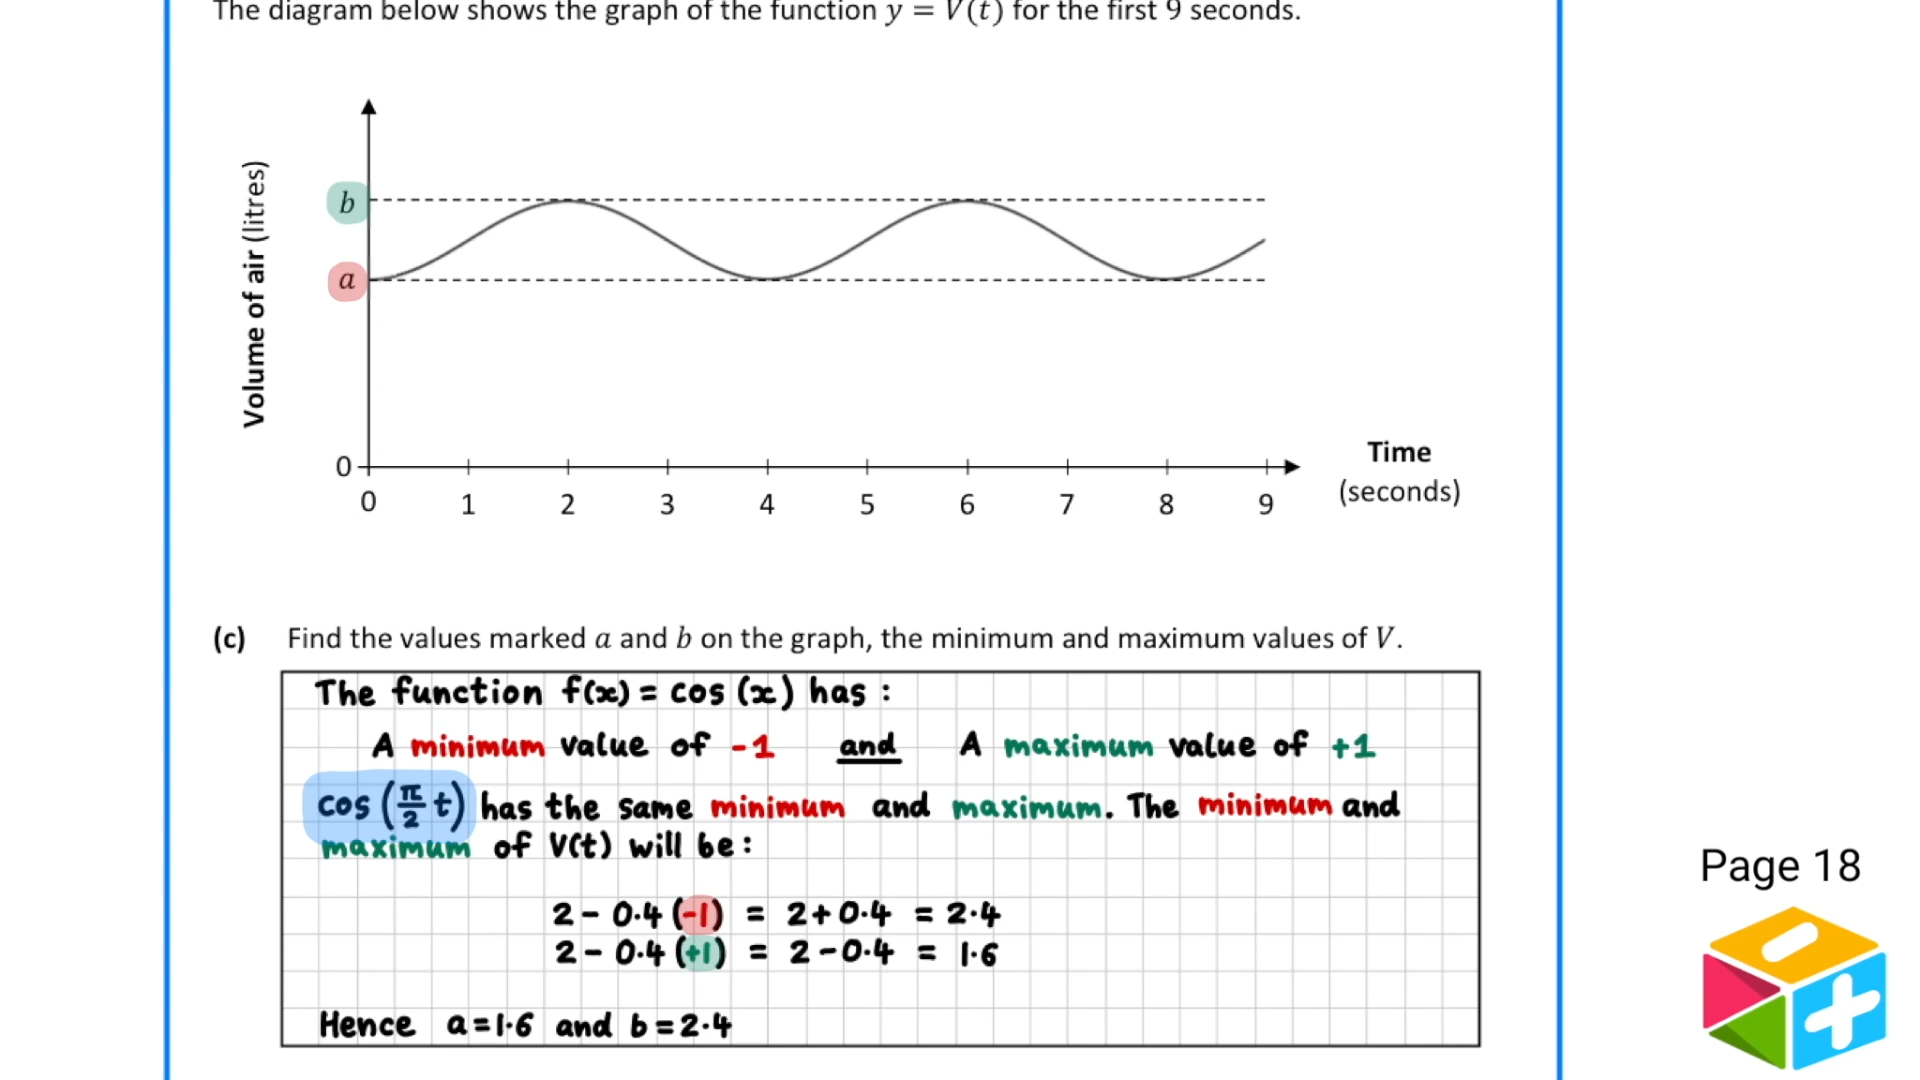 The diagram below shows the graph of the function y = V(t) for the first 9 seconds.
Volume of air (litres)
b
a
0
0 1 2 3 4 5 6 7 8 9
Time
(seconds)
(c) Find the values marked a and b on the graph, the minimum and maximum values of V.
The function f(x) = cos (x) has :
A minimum value of -1 and A maximum value of +1
cos (π/2 t) has the same minimum and maximum. The minimum and
maximum of V(t) will be :
2 - 0.4 (-1) = 2 + 0.4 = 2.4
2 - 0.4 (+1) = 2 - 0.4 = 1.6
Hence a = 1.6 and b = 2.4
Page 18